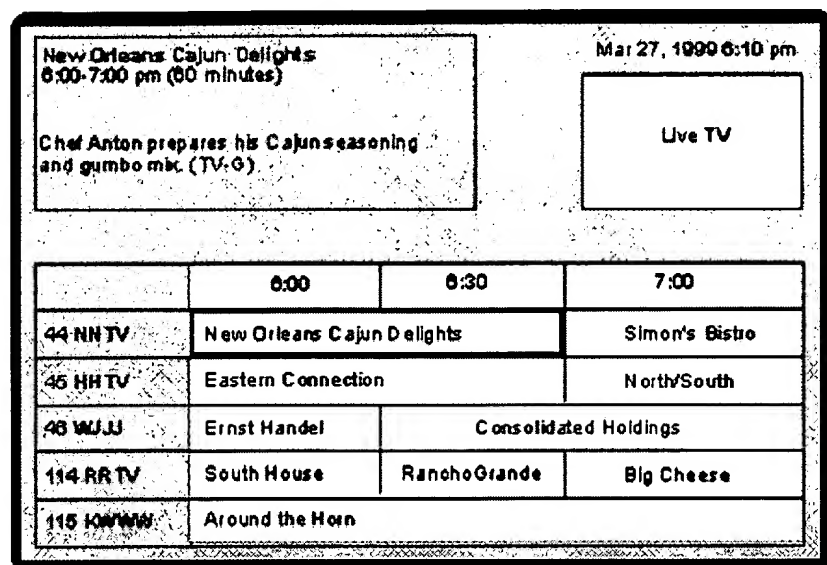 New Orleans Cajun Delights
6:00-7:00 pm (60 minutes)
Chef Anton prepares his Cajun seasoning
and gumbo mix. (TV-G)
Mar 27, 1999 6:10 pm
Live TV
6:00 6:30 7:00
44 NNTV New Orleans Cajun Delights Simon's Bistro
45 HHTV Eastern Connection North/South
46 WJJJ Ernst Handel Consolidated Holdings
114 RRTV South House RanchoGrande Big Cheese
115 KWWW Around the Horn